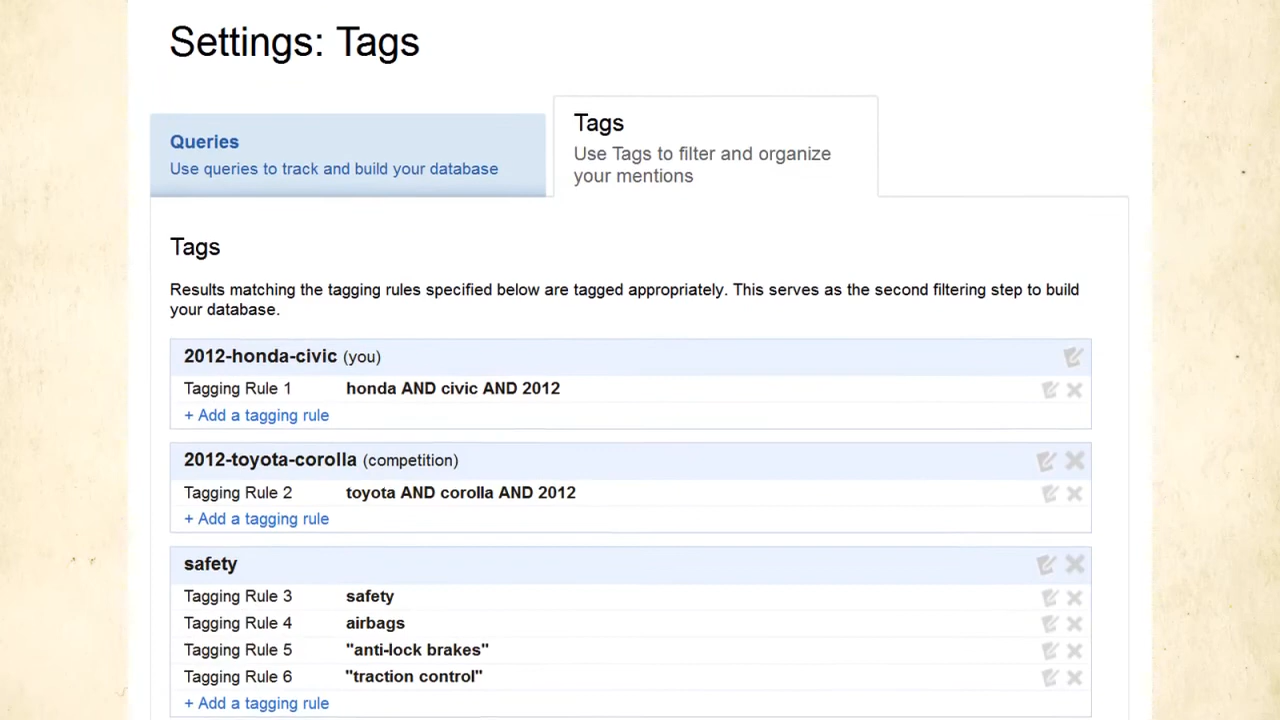 Settings: Tags
Queries
Use queries to track and build your database
Tags
Use Tags to filter and organize
your mentions
Tags
Results matching the tagging rules specified below are tagged appropriately. This serves as the second filtering step to build
your database.
2012-honda-civic (you)
Tagging Rule 1 honda AND civic AND 2012
+ Add a tagging rule
2012-toyota-corolla (competition)
Tagging Rule 2 toyota AND corolla AND 2012
+ Add a tagging rule
safety
Tagging Rule 3 safety
Tagging Rule 4 airbags
Tagging Rule 5 "anti-lock brakes"
Tagging Rule 6 "traction control"
+ Add a tagging rule